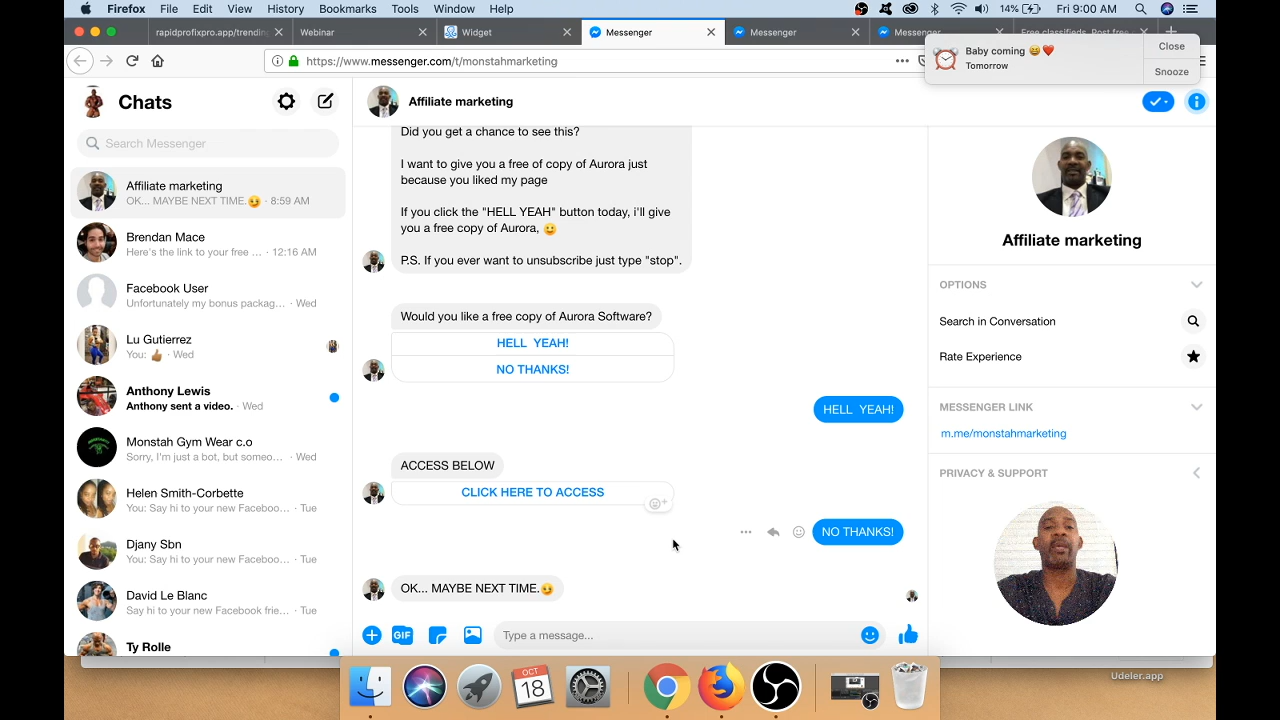 Firefox File Edit View History Bookmarks Tools Window Help 14% Fri 9:00 AM
rapidprofixpro.app/trendin
Webinar
Widget
Messenger
Messenger
Messenger
Free classifieds. Post free
https://www.messenger.com/t/monstahmarketing
Baby coming 😄❤️
Tomorrow
Close
Snooze
Chats
Search Messenger
Affiliate marketing
OK... MAYBE NEXT TIME.😏 · 8:59 AM
Brendan Mace
Here's the link to your free ... · 12:16 AM
Facebook User
Unfortunately my bonus packag... · Wed
Lu Gutierrez
You: 👍🏽 · Wed
Anthony Lewis
Anthony sent a video. · Wed
Monstah Gym Wear c.o
Sorry, I'm just a bot, but someo... · Wed
Helen Smith-Corbette
You: Say hi to your new Faceboo... · Tue
Djany Sbn
You: Say hi to your new Faceboo... · Tue
David Le Blanc
Say hi to your new Facebook frie... · Tue
Ty Rolle
Affiliate marketing
Did you get a chance to see this?
I want to give you a free of copy of Aurora just
because you liked my page
If you click the "HELL YEAH" button today, i'll give
you a free copy of Aurora, 🙂
P.S. If you ever want to unsubscribe just type "stop".
Would you like a free copy of Aurora Software?
HELL YEAH!
NO THANKS!
HELL YEAH!
ACCESS BELOW
CLICK HERE TO ACCESS
NO THANKS!
OK... MAYBE NEXT TIME.😏
GIF
Type a message...
Affiliate marketing
OPTIONS
Search in Conversation
Rate Experience
MESSENGER LINK
m.me/monstahmarketing
PRIVACY & SUPPORT
OCT
18
Udeler.app